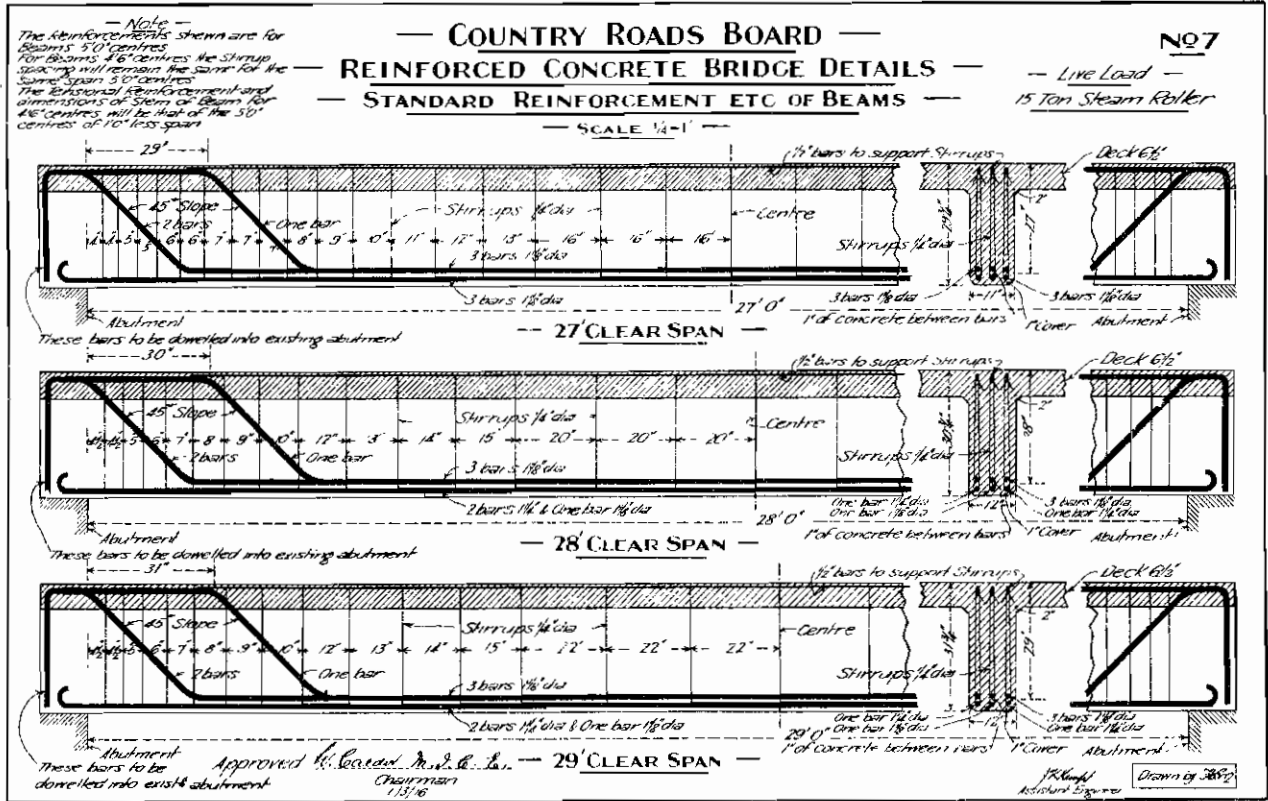 — Note —
The Reinforcements shewn are for
Beams 5'0" centres
For Beams 4'6" centres the Stirrup
spacing will remain the same for the
same span 5'0" centres
The Tensional Reinforcement and
dimensions of Stem of Beam for
4'6" centres will be that of the 5'0"
centres of 1'0" less span
— COUNTRY ROADS BOARD —
— REINFORCED CONCRETE BRIDGE DETAILS —
— STANDARD REINFORCEMENT ETC OF BEAMS —
— SCALE ¼-1' —
No 7
— Live Load —
15 Ton Steam Roller
29"
½" bars to support Stirrups
Deck 6½"
45° Slope
2 bars
One bar
Stirrups ¼" dia
Centre
6" 6" 7" 7" 8" 9" 10" 11" 12" 13" 16" 16" 16"
2"
Stirrups ¼" dia
3 bars 1⅛" dia
3 bars 1⅛" dia
3 bars 1⅛" dia
11"
3 bars 1⅛" dia
27' 0"
1" of concrete between bars
1" Cover
Abutment
Abutment
These bars to be dowelled into existing abutment
— 27' CLEAR SPAN —
30"
½" bars to support Stirrups
Deck 6½"
45° Slope
Stirrups ¼" dia
Centre
4½ 4½ 5" 6" 7" 8" 9" 10" 12" 14" 15" 20" 20" 20"
2 bars
One bar
2"
28"
Stirrups ¼" dia
3 bars 1⅛" dia
2 bars 1¼" & One bar 1⅛" dia
One bar 1¼" dia
One bar 1⅛" dia
12"
3 bars 1⅛" dia
One bar 1¼" dia
28' 0"
1" of concrete between bars
1" Cover
Abutment
Abutment
These bars to be dowelled into existing abutment
— 28' CLEAR SPAN —
31"
½" bars to support Stirrups
Deck 6½"
45° Slope
Stirrups ¼" dia
Centre
4½ 4½ 5" 6" 7" 8" 9" 10" 12" 13" 14" 15" 22" 22" 22"
2 bars
One bar
2"
29"
Stirrups ¼" dia
3 bars 1⅛" dia
2 bars 1¼" dia & One bar 1⅛" dia
One bar 1¼" dia
One bar 1⅛" dia
12"
3 bars 1⅛" dia
One bar 1¼" dia
29' 0"
1" of concrete between bars
1" Cover
Abutment
Abutment
These bars to be
dowelled into existg abutment
— 29' CLEAR SPAN —
Approved
M.I.C.E.
Chairman
1/3/16
Assistant Engineer
Drawn by